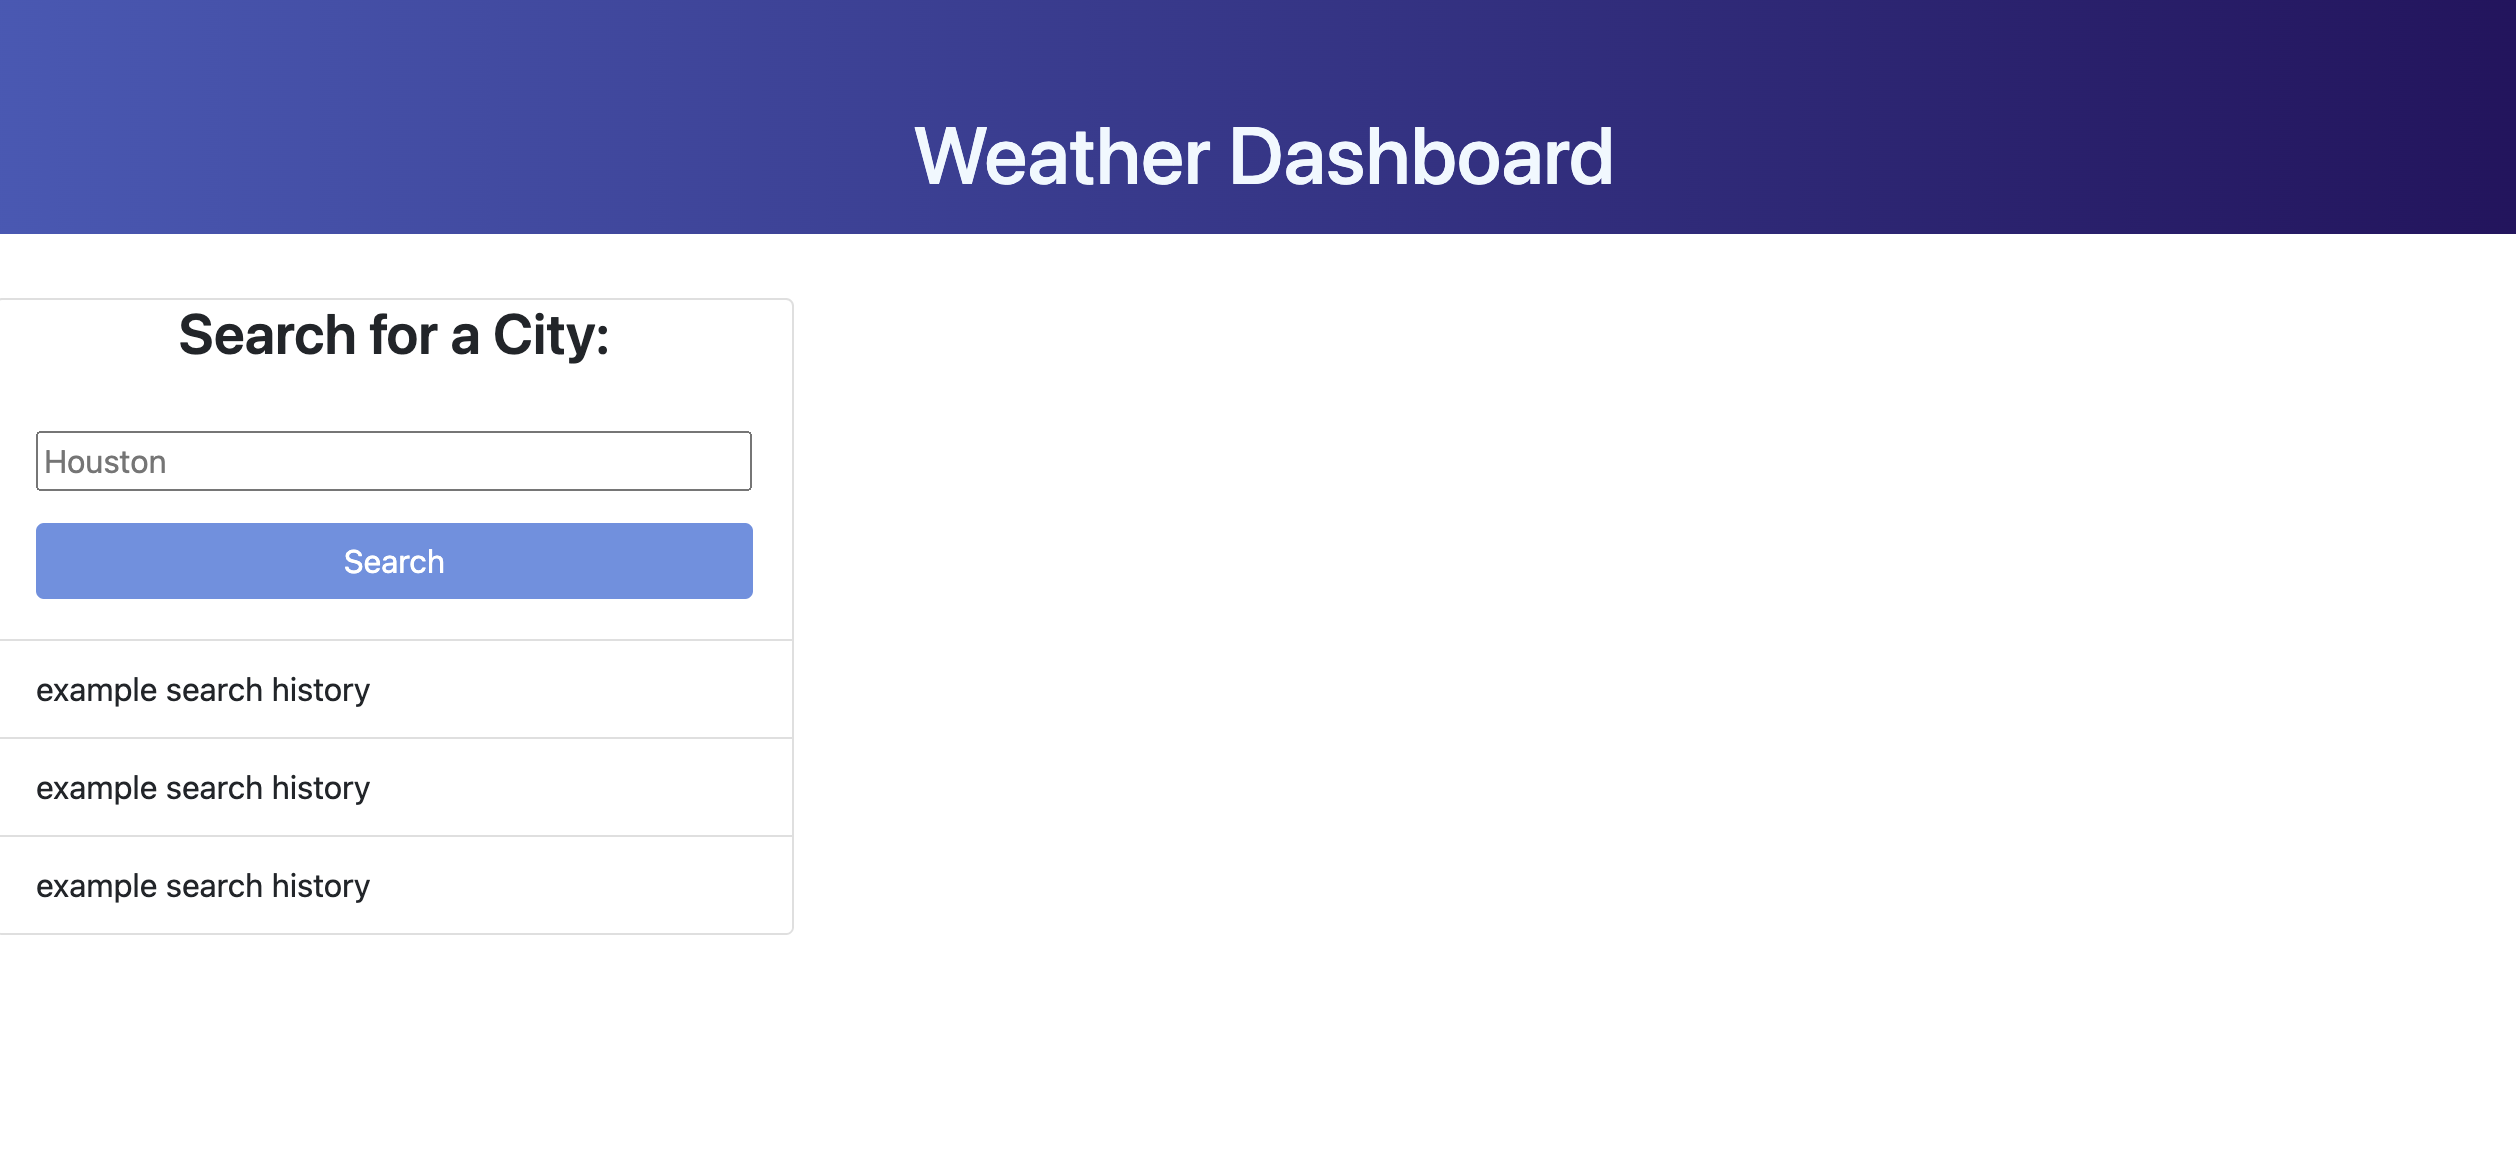 Weather Dashboard
Search for a City:
Houston
Search
example search history
example search history
example search history